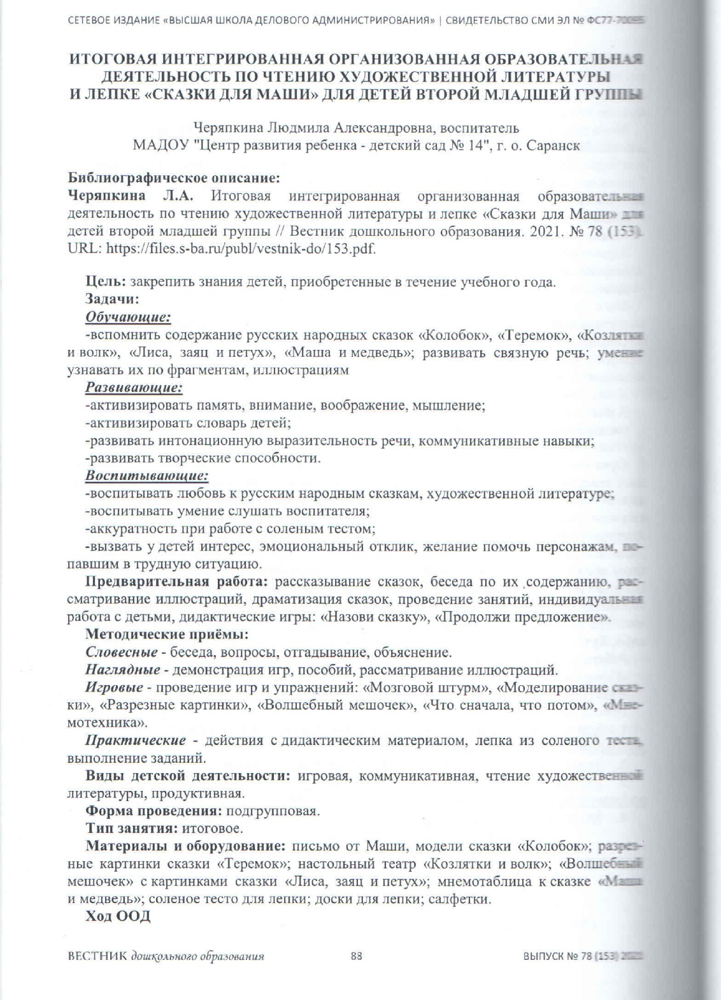 СЕТЕВОЕ ИЗДАНИЕ «ВЫСШАЯ ШКОЛА ДЕЛОВОГО АДМИНИСТРИРОВАНИЯ» | СВИДЕТЕЛЬСТВО СМИ ЭЛ №
ИТОГОВАЯ ИНТЕГРИРОВАННАЯ ОРГАНИЗОВАННАЯ ОБРАЗОВАТЕЛЬНАЯ
ДЕЯТЕЛЬНОСТЬ ПО ЧТЕНИЮ ХУДОЖЕСТВЕННОЙ ЛИТЕРАТУРЫ
И ЛЕПКЕ «СКАЗКИ ДЛЯ МАШИ» ДЛЯ ДЕТЕЙ ВТОРОЙ МЛАДШЕЙ ГРУППЫ
Черяпкина Людмила Александровна, воспитатель
МАДОУ "Центр развития ребенка - детский сад № 14", г. о. Саранск
Библиографическое описание:
Черяпкина Л.А. Итоговая интегрированная организованная образовательная
деятельность по чтению художественной литературы и лепке «Сказки для Маши» для
детей второй младшей группы // Вестник дошкольного образования. 2021. № 78 (153).
URL: https://files.s-ba.ru/publ/vestnik-do/153.pdf.
Цель: закрепить знания детей, приобретенные в течение учебного года.
Задачи:
Обучающие:
-вспомнить содержание русских народных сказок «Колобок», «Теремок», «Козлятки
и волк», «Лиса, заяц и петух», «Маша и медведь»; развивать связную речь; умение
узнавать их по фрагментам, иллюстрациям
Развивающие:
-активизировать память, внимание, воображение, мышление;
-активизировать словарь детей;
-развивать интонационную выразительность речи, коммуникативные навыки;
-развивать творческие способности.
Воспитывающие:
-воспитывать любовь к русским народным сказкам, художественной литературе;
-воспитывать умение слушать воспитателя;
-аккуратность при работе с соленым тестом;
-вызвать у детей интерес, эмоциональный отклик, желание помочь персонажам, по-
павшим в трудную ситуацию.
Предварительная работа: рассказывание сказок, беседа по их содержанию, рас-
сматривание иллюстраций, драматизация сказок, проведение занятий, индивидуальная
работа с детьми, дидактические игры: «Назови сказку», «Продолжи предложение».
Методические приёмы:
Словесные - беседа, вопросы, отгадывание, объяснение.
Наглядные - демонстрация игр, пособий, рассматривание иллюстраций.
Игровые - проведение игр и упражнений: «Мозговой штурм», «Моделирование сказ-
ки», «Разрезные картинки», «Волшебный мешочек», «Что сначала, что потом», «Мне-
мотехника».
Практические - действия с дидактическим материалом, лепка из соленого теста,
выполнение заданий.
Виды детской деятельности: игровая, коммуникативная, чтение художественной
литературы, продуктивная.
Форма проведения: подгрупповая.
Тип занятия: итоговое.
Материалы и оборудование: письмо от Маши, модели сказки «Колобок»; разрез-
ные картинки сказки «Теремок»; настольный театр «Козлятки и волк»; «Волшебный
мешочек» с картинками сказки «Лиса, заяц и петух»; мнемотаблица к сказке «Маша
и медведь»; соленое тесто для лепки; доски для лепки; салфетки.
Ход ООД
ВЕСТНИК дошкольного образования 88 ВЫПУСК № 78 (153) 2021